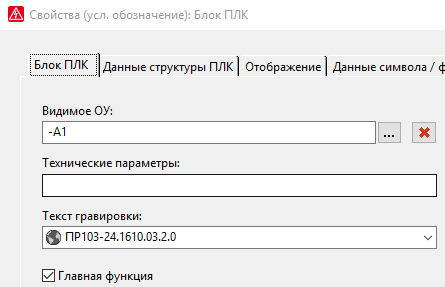 Свойства (усл. обозначение): Блок ПЛК
Блок ПЛК Данные структуры ПЛК Отображение Данные символа / ф
Видимое ОУ:
-A1 ...
Технические параметры:
Текст гравировки:
ПР103-24.1610.03.2.0
Главная функция